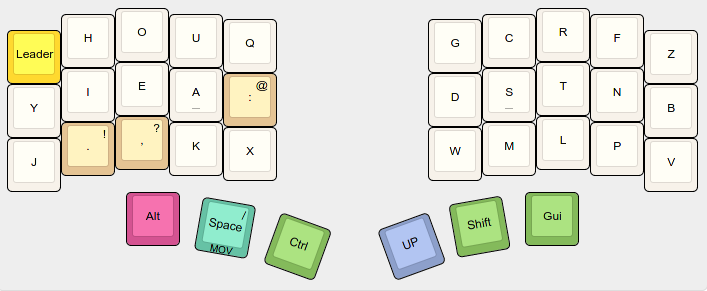 Leader H O U Q G C R F Z
Y I E A _ @ : D S _ T N B
J ! . ? , K X W M L P V
Alt / Space MOV Ctrl UP Shift Gui